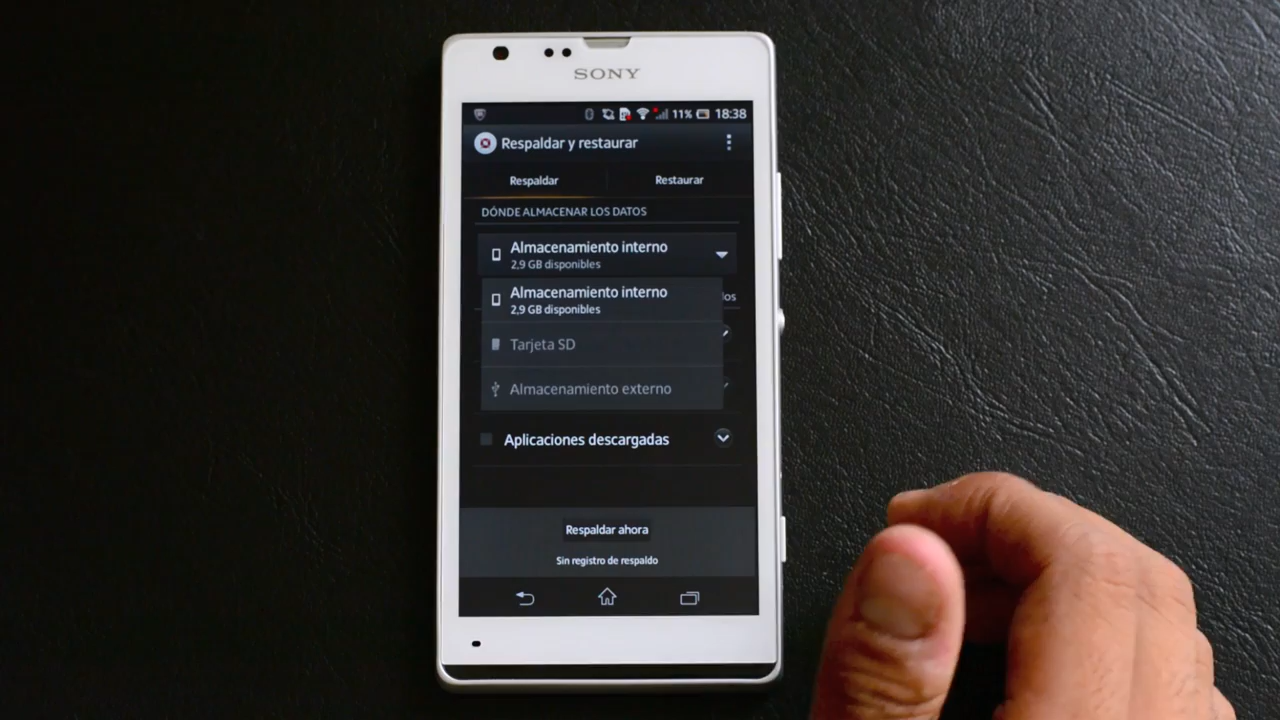 SONY
11% 18:38
Respaldar y restaurar
Respaldar Restaurar
DÓNDE ALMACENAR LOS DATOS
Almacenamiento interno
2,9 GB disponibles
Almacenamiento interno
2,9 GB disponibles
Tarjeta SD
Almacenamiento externo
Aplicaciones descargadas
Respaldar ahora
Sin registro de respaldo